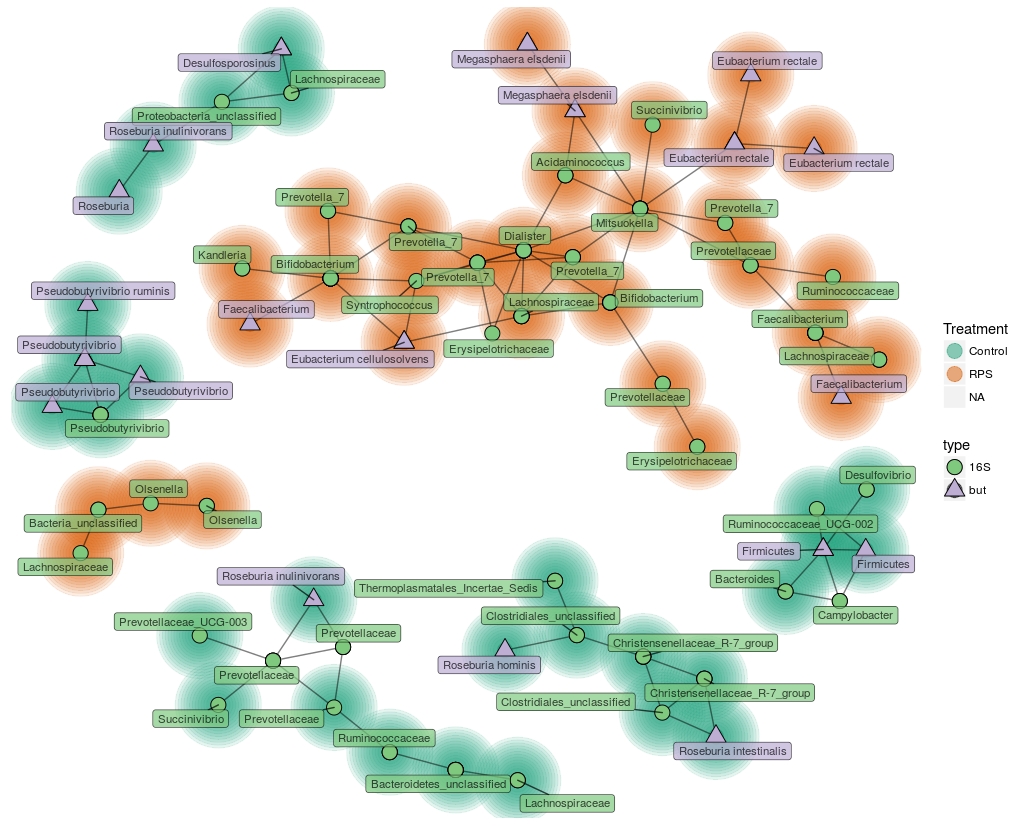 Desulfosporosinus
Lachnospiraceae
Proteobacteria_unclassified
Roseburia inulinivorans
Roseburia
Megasphaera elsdenii
Eubacterium rectale
Megasphaera elsdenii
Succinivibrio
Eubacterium rectale
Eubacterium rectale
Acidaminococcus
Prevotella_7
Prevotella_7
Mitsuokella
Prevotella_7
Dialister
Prevotellaceae
Kandleria
Bifidobacterium
Prevotella_7
Prevotella_7
Ruminococcaceae
Pseudobutyrivibrio ruminis
Faecalibacterium
Syntrophococcus
Lachnospiraceae
Bifidobacterium
Faecalibacterium
Pseudobutyrivibrio
Eubacterium cellulosolvens
Erysipelotrichaceae
Lachnospiraceae
Pseudobutyrivibrio
Pseudobutyrivibrio
Prevotellaceae
Faecalibacterium
Pseudobutyrivibrio
Erysipelotrichaceae
Treatment
Control
RPS
NA
type
16S
but
Olsenella
Bacteria_unclassified
Olsenella
Lachnospiraceae
Desulfovibrio
Ruminococcaceae_UCG-002
Firmicutes
Firmicutes
Bacteroides
Campylobacter
Roseburia inulinivorans
Thermoplasmatales_Incertae_Sedis
Prevotellaceae_UCG-003
Prevotellaceae
Clostridiales_unclassified
Christensenellaceae_R-7_group
Prevotellaceae
Roseburia hominis
Christensenellaceae_R-7_group
Clostridiales_unclassified
Succinivibrio
Prevotellaceae
Ruminococcaceae
Roseburia intestinalis
Bacteroidetes_unclassified
Lachnospiraceae